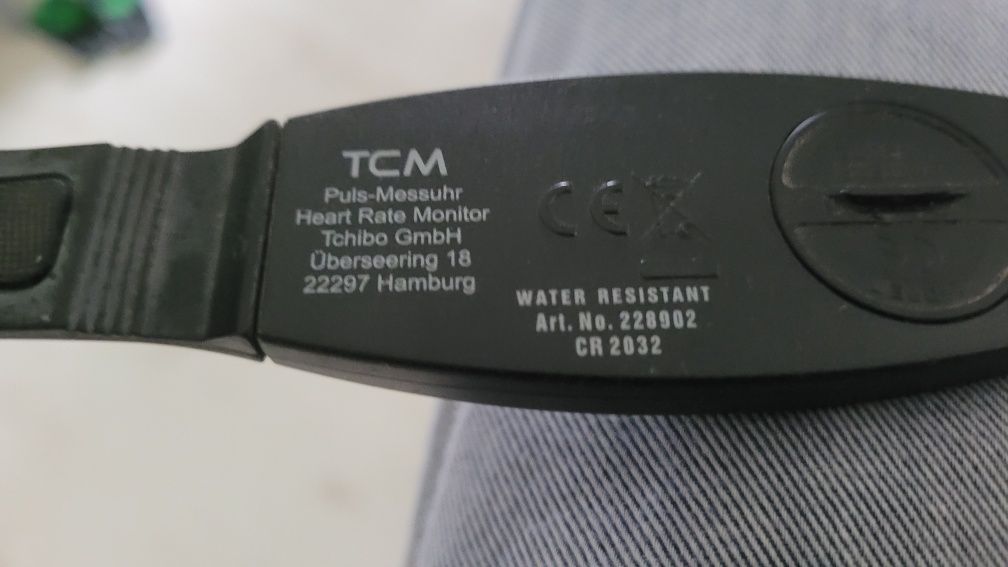 TCM
Puls-Messuhr
Heart Rate Monitor
Tchibo GmbH
Überseering 18
22297 Hamburg
CE
WATER RESISTANT
Art. No. 228902
CR 2032